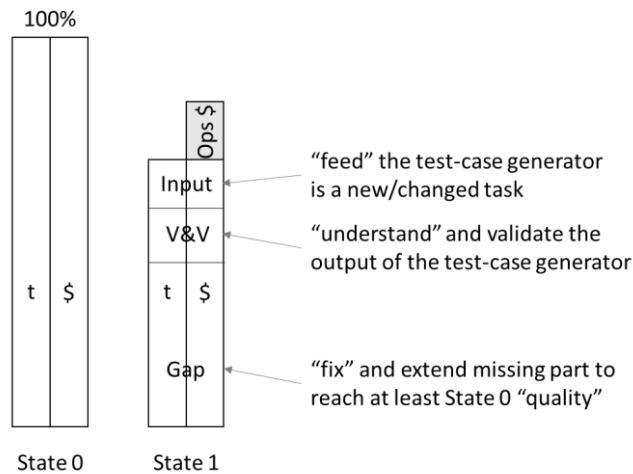 100%
Ops $
Input
“feed” the test-case generator
is a new/changed task
V&V
“understand” and validate the
output of the test-case generator
t $
t $
Gap
“fix” and extend missing part to
reach at least State 0 “quality”
State 0
State 1